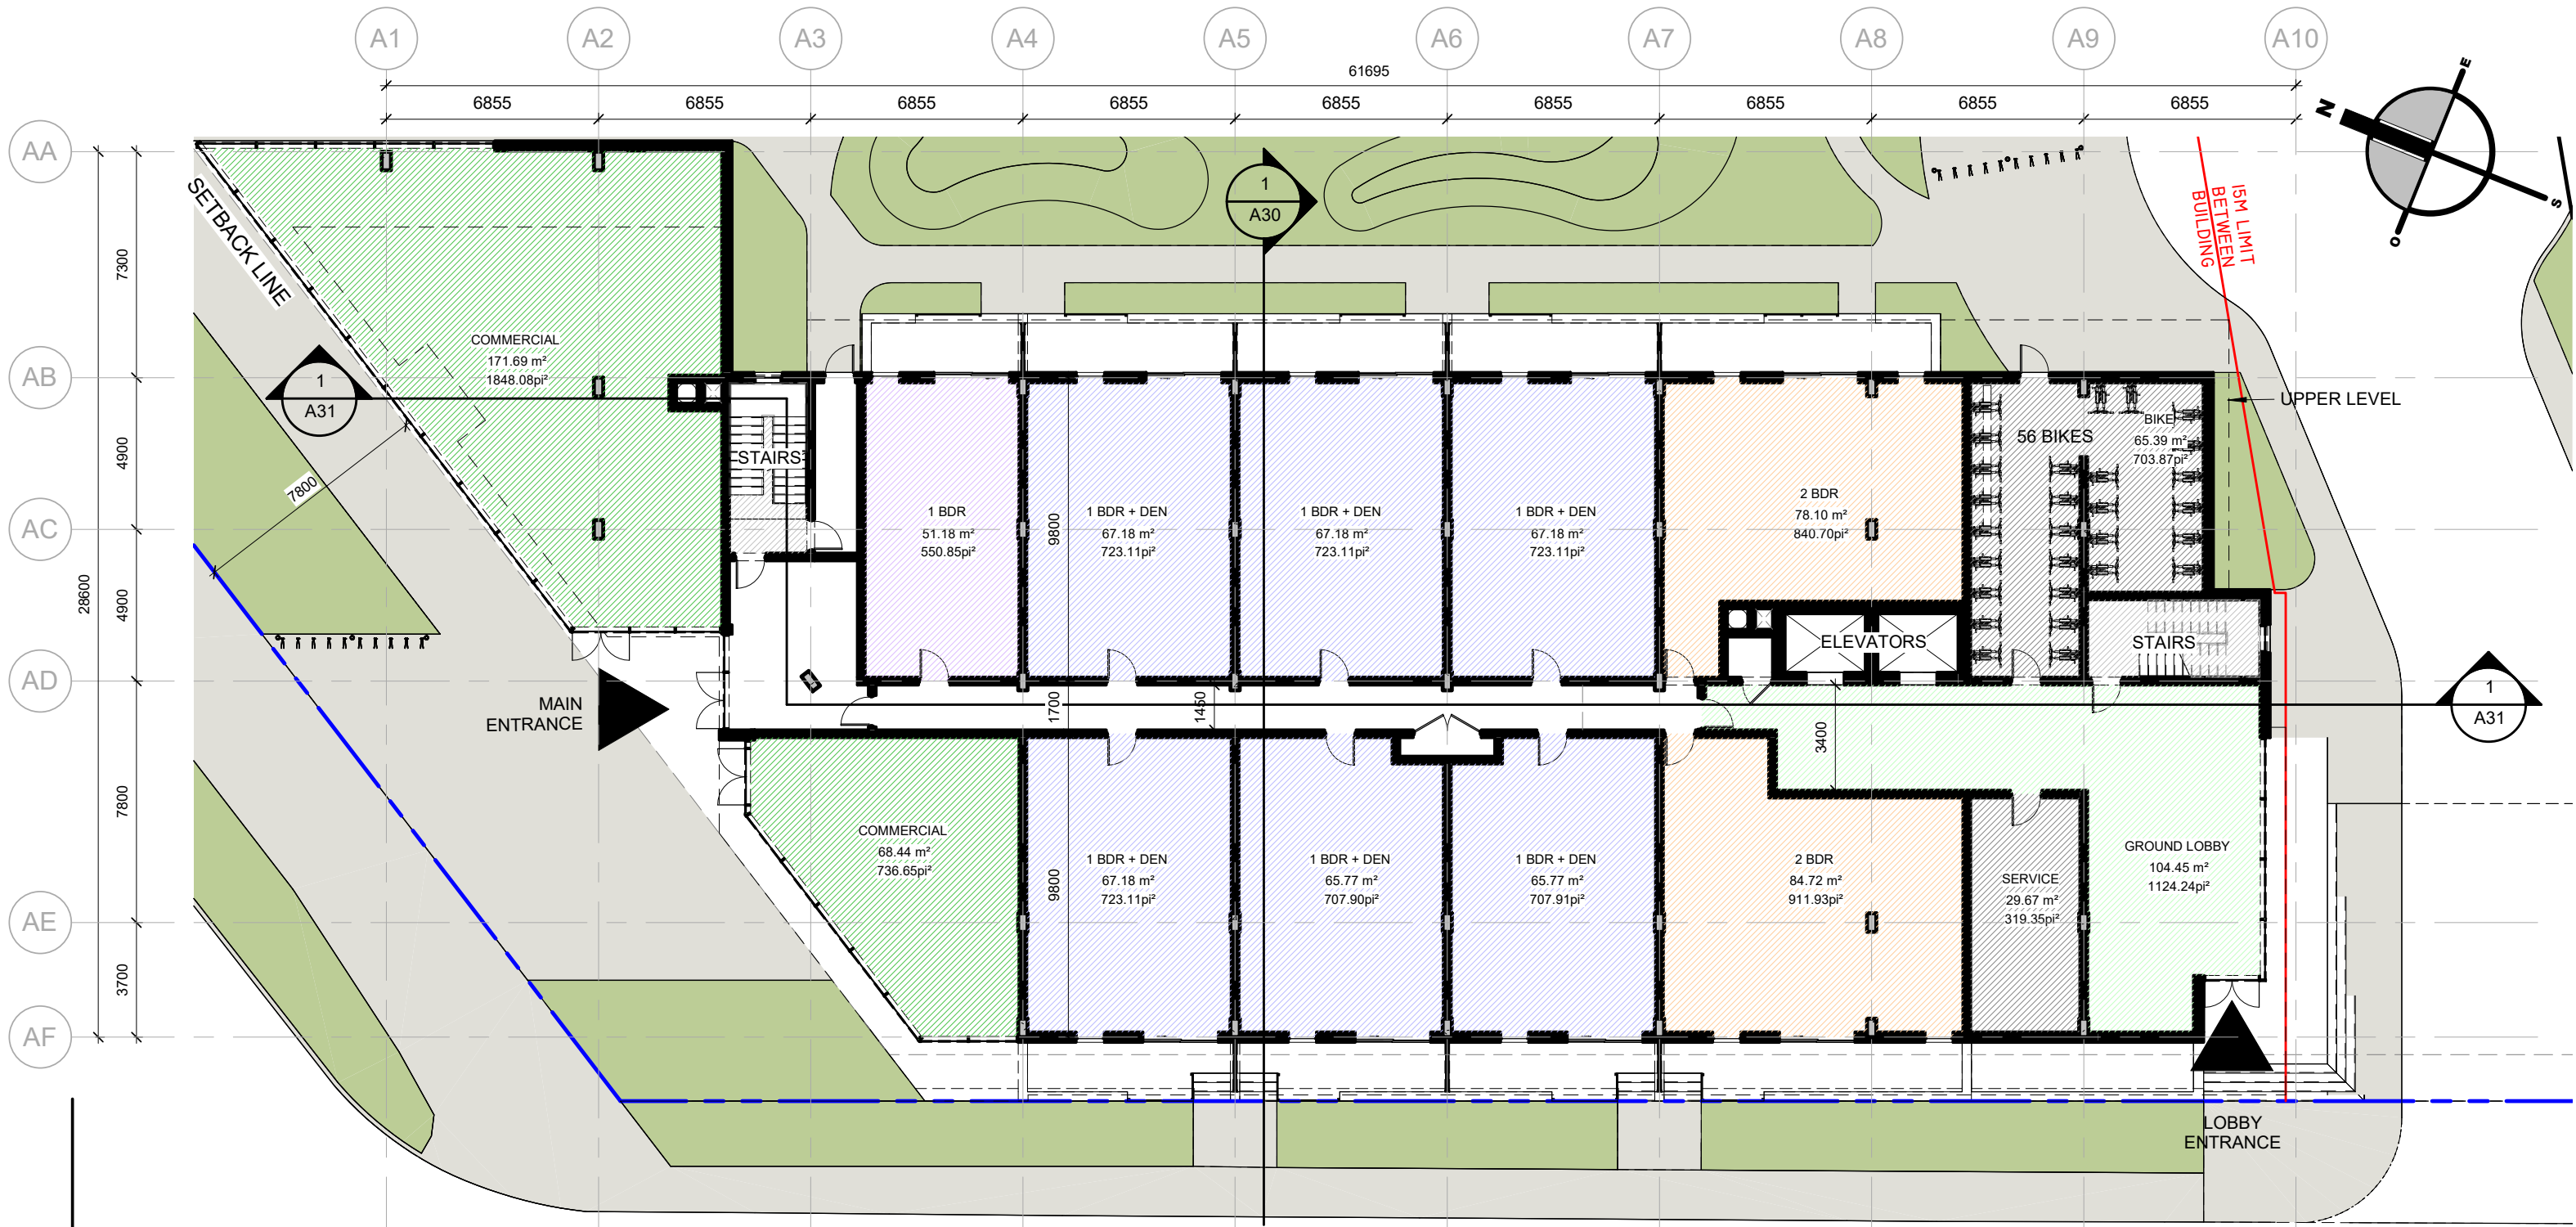 A1
A2
A3
A4
A5
A6
A7
A8
A9
A10
61695
6855
6855
6855
6855
6855
6855
6855
6855
6855
AA
AB
AC
AD
AE
AF
28600
7300
4900
4900
7800
3700
N
E
S
O
SETBACK LINE
7800
COMMERCIAL
171.69 m²
1848.08pi²
1
A31
1
A30
15M LIMIT
BETWEEN
BUILDING
UPPER LEVEL
STAIRS
1 BDR
51.18 m²
550.85pi²
1 BDR + DEN
67.18 m²
723.11pi²
9800
1 BDR + DEN
67.18 m²
723.11pi²
1 BDR + DEN
67.18 m²
723.11pi²
2 BDR
78.10 m²
840.70pi²
56 BIKES
BIKE
65.39 m²
703.87pi²
ELEVATORS
STAIRS
MAIN
ENTRANCE
1700
1450
3400
1
A31
COMMERCIAL
68.44 m²
736.65pi²
1 BDR + DEN
67.18 m²
723.11pi²
9800
1 BDR + DEN
65.77 m²
707.90pi²
1 BDR + DEN
65.77 m²
707.91pi²
2 BDR
84.72 m²
911.93pi²
SERVICE
29.67 m²
319.35pi²
GROUND LOBBY
104.45 m²
1124.24pi²
LOBBY
ENTRANCE